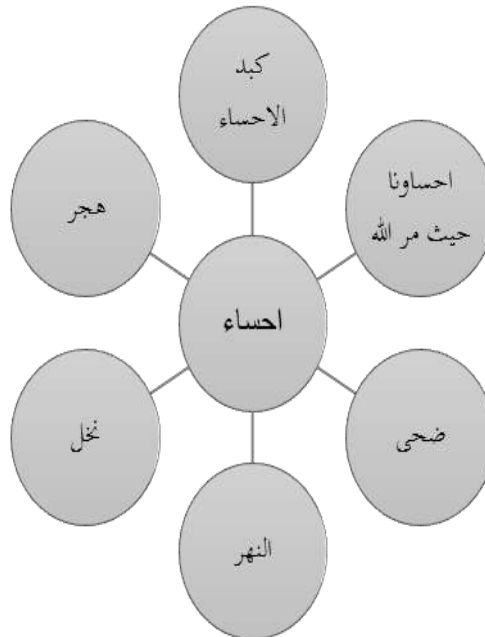 كبد
الاحساء
احساونا
حيث مر الله
هجر
احساء
ضحى
نخل
النهر